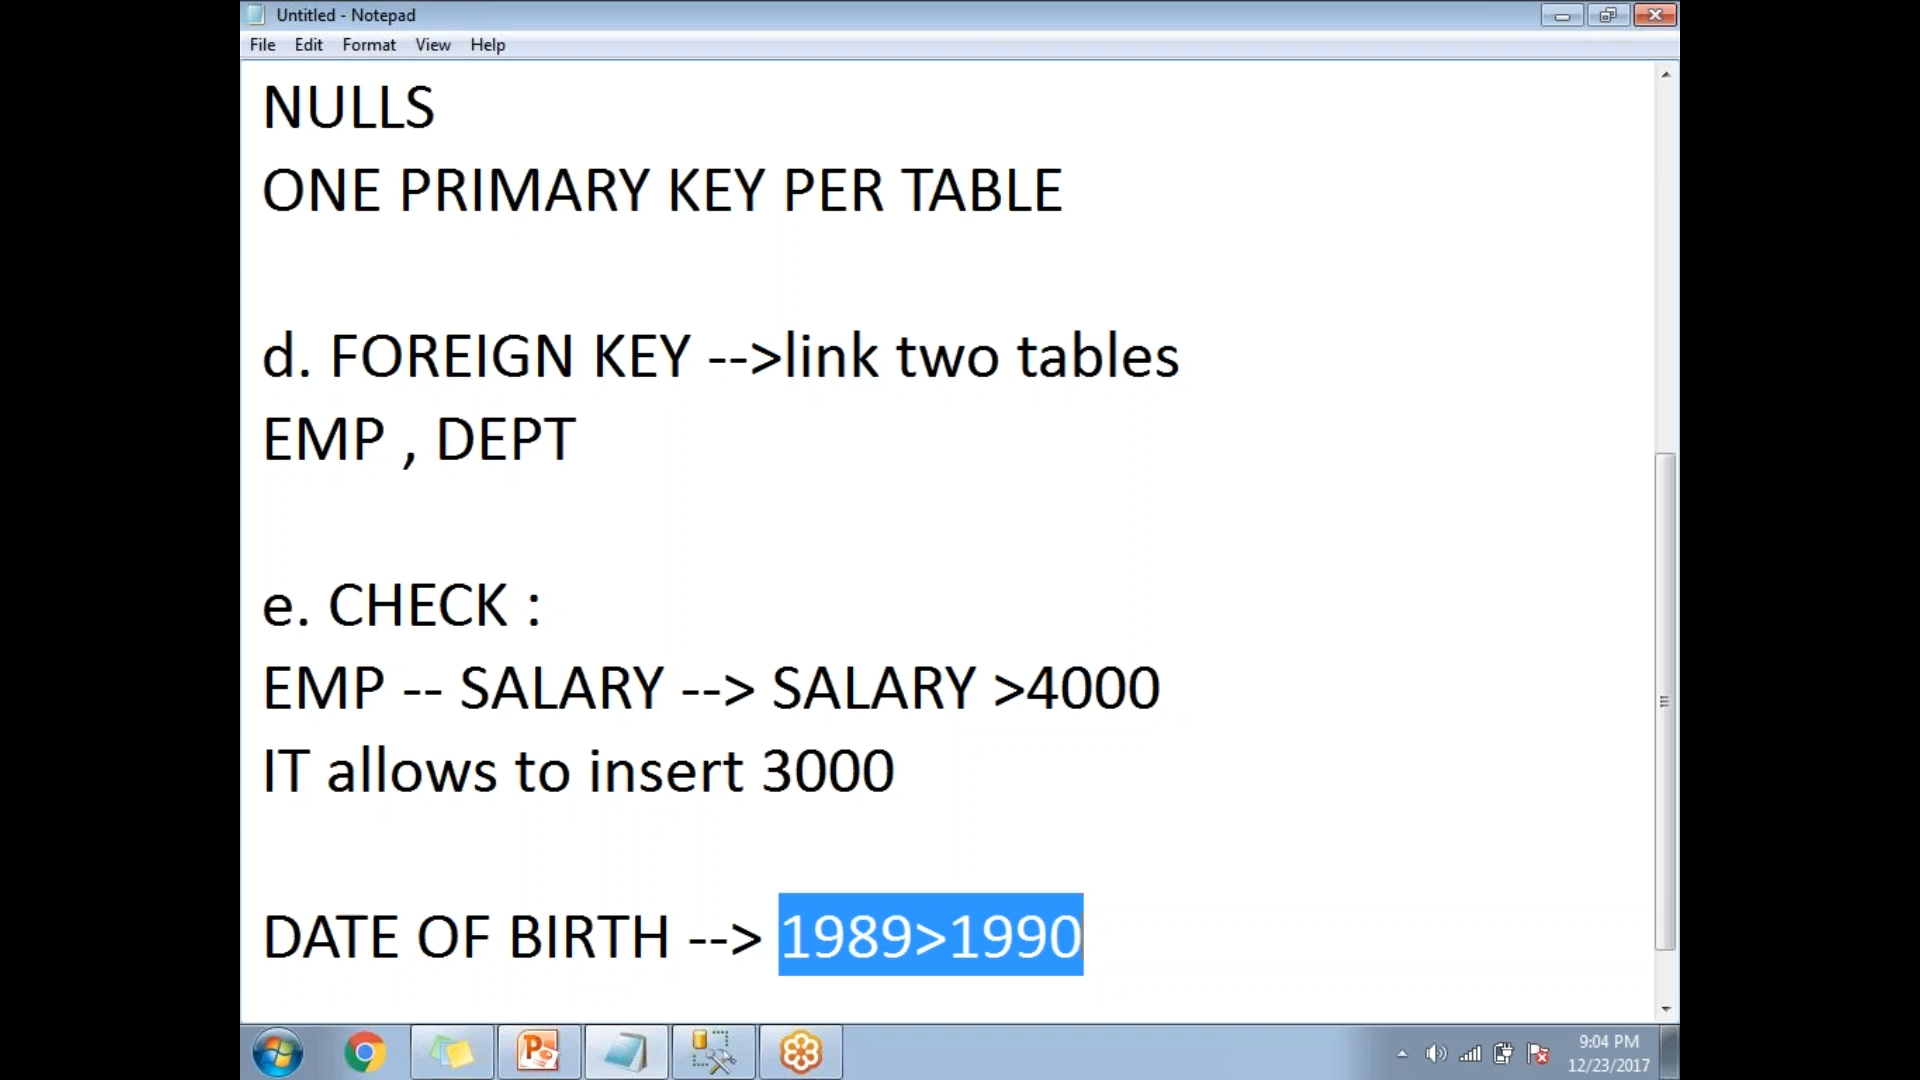 Untitled - Notepad
File Edit Format View Help
NULLS
ONE PRIMARY KEY PER TABLE
d. FOREIGN KEY -->link two tables
EMP , DEPT
e. CHECK :
EMP -- SALARY --> SALARY >4000
IT allows to insert 3000
DATE OF BIRTH --> 1989>1990
9:04 PM
12/23/2017